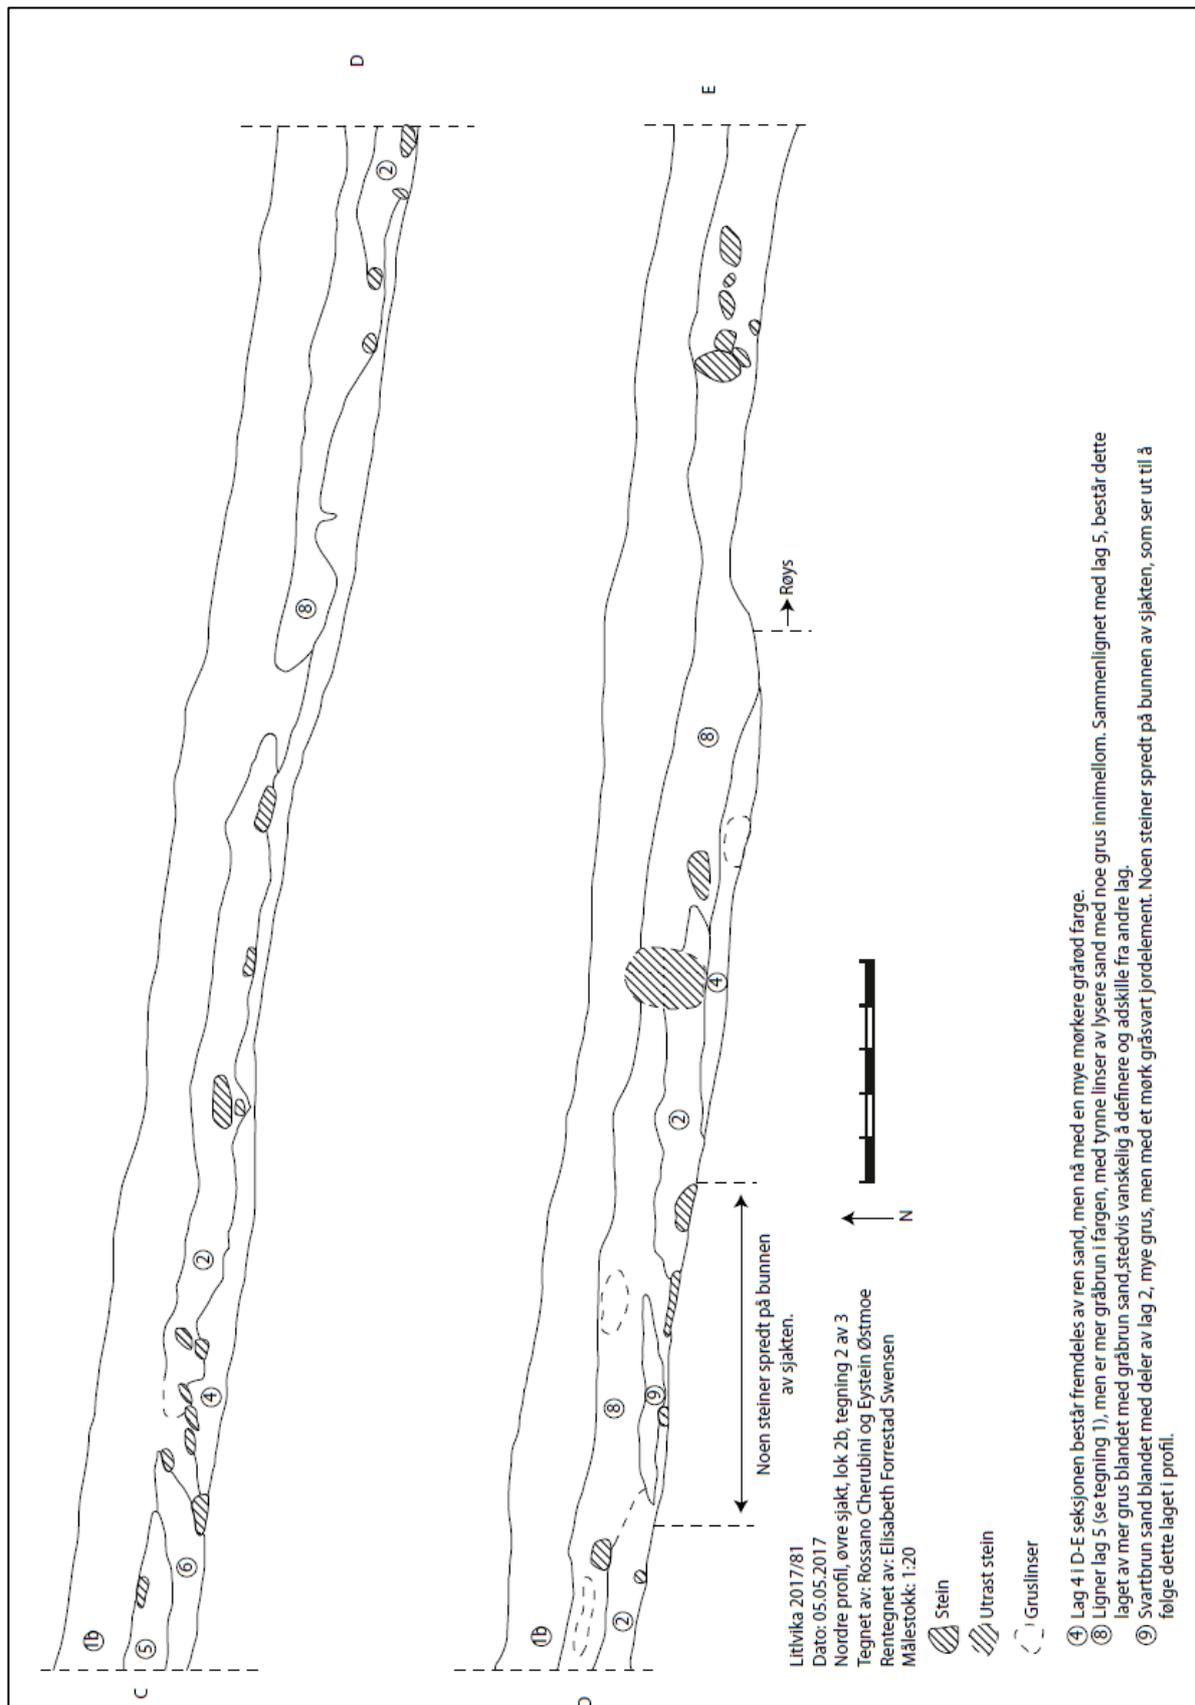 C
D
1b
5
6
4
2
8
2
D
E
1b
2
8
9
2
4
8
Røys
Noen steiner spredt på bunnen
av sjakten.
N
Litlvika 2017/81
Dato: 05.05.2017
Nordre profil, øvre sjakt, lok 2b, tegning 2 av 3
Tegnet av: Rossano Cherubini og Eystein Østmoe
Rentegnet av: Elisabeth Forrestad Swensen
Målestokk: 1:20
Stein
Utrast stein
Gruslinser
4 Lag 4 i D-E seksjonen består fremdeles av ren sand, men nå med en mye mørkere grårød farge.
8 Ligner lag 5 (se tegning 1), men er mer gråbrun i fargen, med tynne linser av lysere sand med noe grus innimellom. Sammenlignet med lag 5, består dette
laget av mer grus blandet med gråbrun sand,stedvis vanskelig å definere og adskille fra andre lag.
9 Svartbrun sand blandet med deler av lag 2, mye grus, men med et mørk gråsvart jordelement. Noen steiner spredt på bunnen av sjakten, som ser ut til å
følge dette laget i profil.